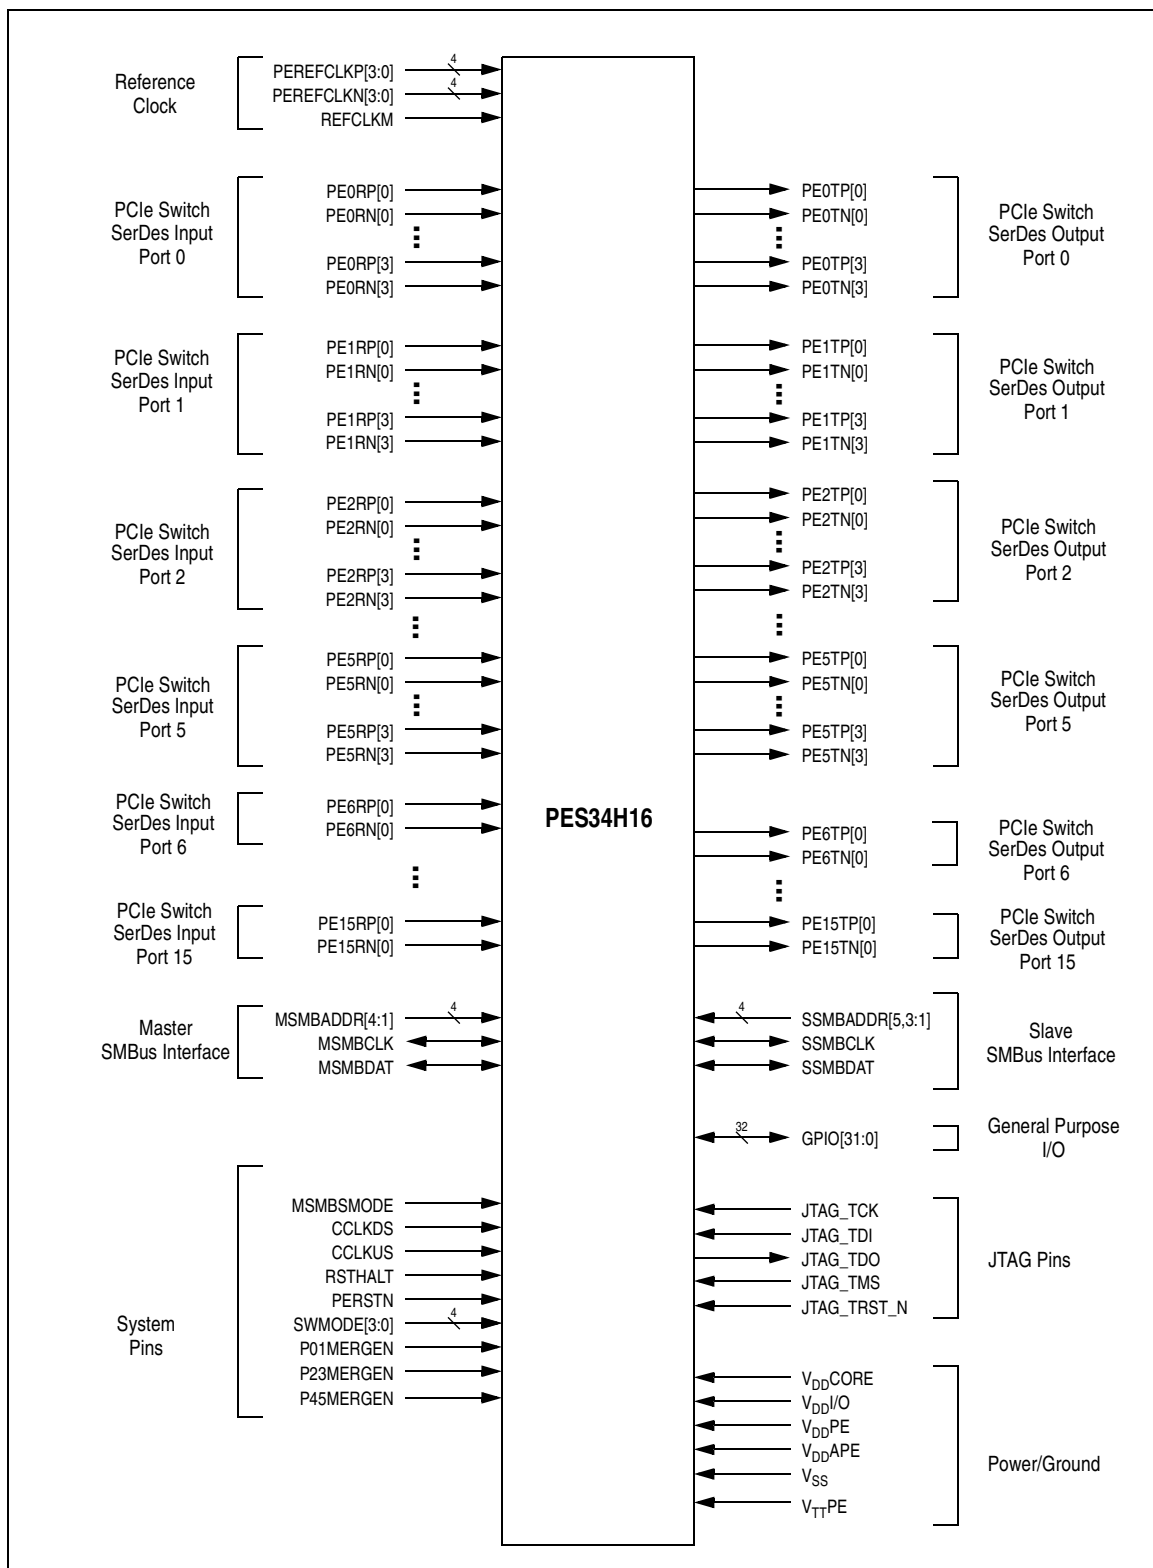 Reference
Clock
PEREFCLKP[3:0]
4
PEREFCLKN[3:0]
4
REFCLKM
PCIe Switch
SerDes Input
Port 0
PE0RP[0]
PE0RN[0]
PE0RP[3]
PE0RN[3]
PE0TP[0]
PE0TN[0]
PE0TP[3]
PE0TN[3]
PCIe Switch
SerDes Output
Port 0
PCIe Switch
SerDes Input
Port 1
PE1RP[0]
PE1RN[0]
PE1RP[3]
PE1RN[3]
PE1TP[0]
PE1TN[0]
PE1TP[3]
PE1TN[3]
PCIe Switch
SerDes Output
Port 1
PCIe Switch
SerDes Input
Port 2
PE2RP[0]
PE2RN[0]
PE2RP[3]
PE2RN[3]
PE2TP[0]
PE2TN[0]
PE2TP[3]
PE2TN[3]
PCIe Switch
SerDes Output
Port 2
PCIe Switch
SerDes Input
Port 5
PE5RP[0]
PE5RN[0]
PE5RP[3]
PE5RN[3]
PE5TP[0]
PE5TN[0]
PE5TP[3]
PE5TN[3]
PCIe Switch
SerDes Output
Port 5
PCIe Switch
SerDes Input
Port 6
PE6RP[0]
PE6RN[0]
PES34H16
PE6TP[0]
PE6TN[0]
PCIe Switch
SerDes Output
Port 6
PCIe Switch
SerDes Input
Port 15
PE15RP[0]
PE15RN[0]
PE15TP[0]
PE15TN[0]
PCIe Switch
SerDes Output
Port 15
Master
SMBus Interface
MSMBADDR[4:1]
4
MSMBCLK
MSMBDAT
4
SSMBADDR[5,3:1]
SSMBCLK
SSMBDAT
Slave
SMBus Interface
32
GPIO[31:0]
General Purpose
I/O
System
Pins
MSMBSMODE
CCLKDS
CCLKUS
RSTHALT
PERSTN
SWMODE[3:0]
4
P01MERGEN
P23MERGEN
P45MERGEN
JTAG_TCK
JTAG_TDI
JTAG_TDO
JTAG_TMS
JTAG_TRST_N
JTAG Pins
VDDCORE
VDDI/O
VDDPE
VDDAPE
VSS
VTTPE
Power/Ground